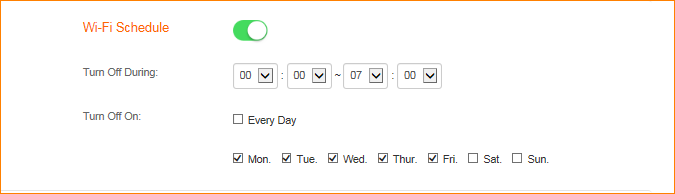 Wi-Fi Schedule
Turn Off During: 00 : 00 ~ 07 : 00
Turn Off On: Every Day
Mon. Tue. Wed. Thur. Fri. Sat. Sun.